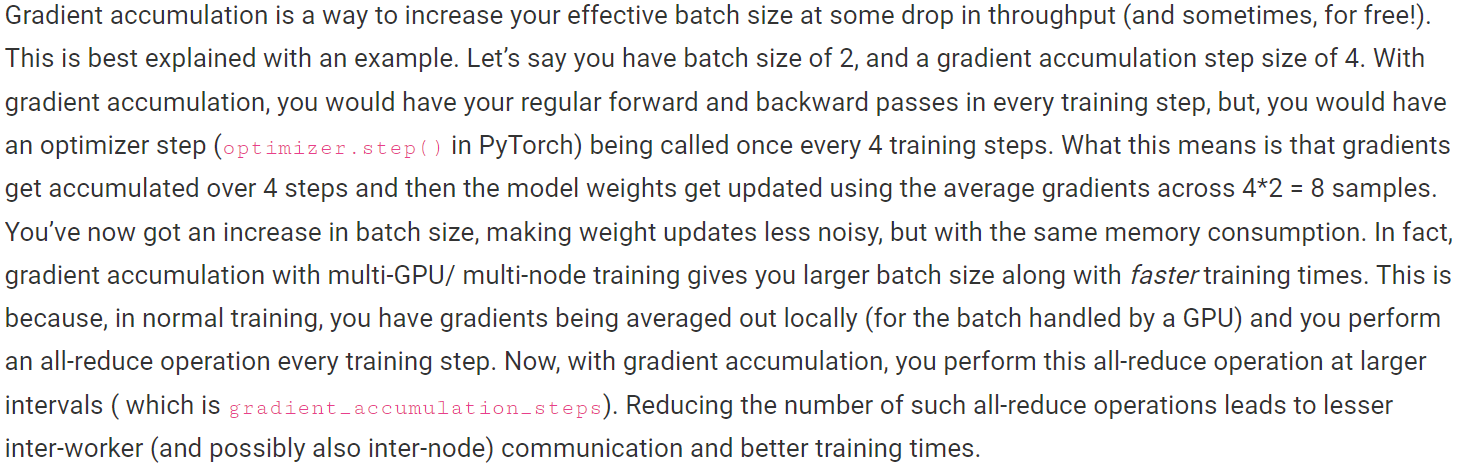 Gradient accumulation is a way to increase your effective batch size at some drop in throughput (and sometimes, for free!).
This is best explained with an example. Let’s say you have batch size of 2, and a gradient accumulation step size of 4. With
gradient accumulation, you would have your regular forward and backward passes in every training step, but, you would have
an optimizer step (optimizer.step() in PyTorch) being called once every 4 training steps. What this means is that gradients
get accumulated over 4 steps and then the model weights get updated using the average gradients across 4*2 = 8 samples.
You’ve now got an increase in batch size, making weight updates less noisy, but with the same memory consumption. In fact,
gradient accumulation with multi-GPU/ multi-node training gives you larger batch size along with faster training times. This is
because, in normal training, you have gradients being averaged out locally (for the batch handled by a GPU) and you perform
an all-reduce operation every training step. Now, with gradient accumulation, you perform this all-reduce operation at larger
intervals ( which is gradient_accumulation_steps). Reducing the number of such all-reduce operations leads to lesser
inter-worker (and possibly also inter-node) communication and better training times.